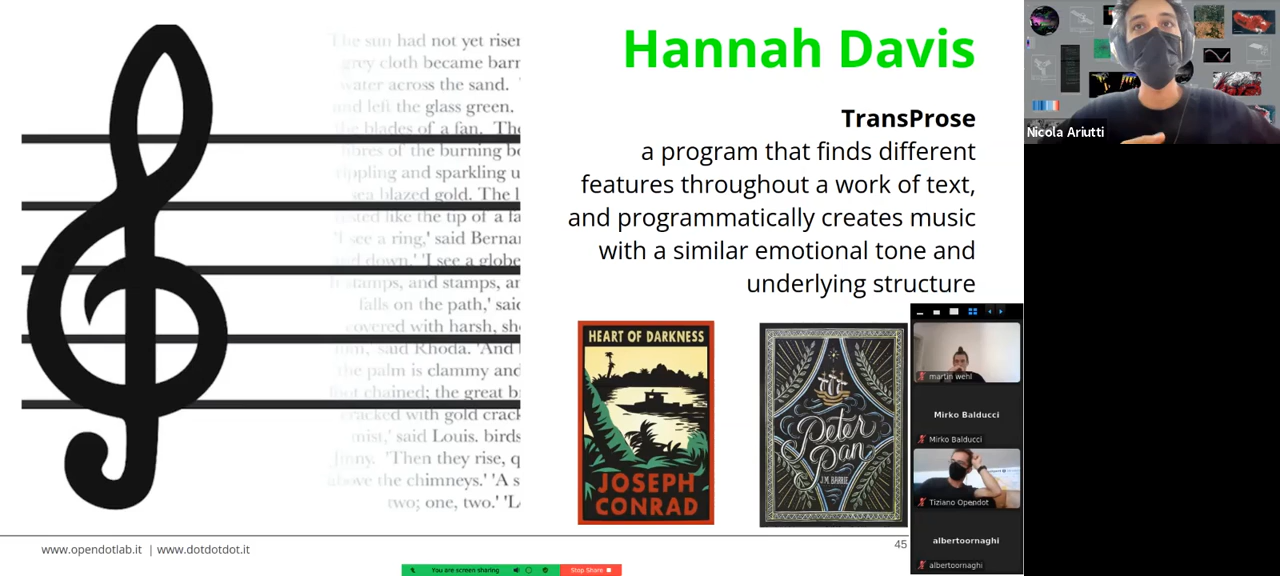 The sun had not yet risen
grey cloth became barr
water across the sand.
and left the glass green.
the blades of a fan. The
fibres of the burning bo
rippling and sparkling u
sea blazed gold. The l
rested like the tip of a fa
'I see a ring,' said Bernar
down.' 'I see a globe
stamps, and stamps, an
falls on the path,' said
covered with harsh, sho
said Rhoda. 'And
the palm is clammy and
foot chained; the great b
cracked with gold crack
mist,' said Louis. birds
Jinny. 'Then they rise, q
above the chimneys.' 'A s
two; one, two.' 'L
Hannah Davis
TransProse
a program that finds different
features throughout a work of text,
and programmatically creates music
with a similar emotional tone and
underlying structure
HEART OF DARKNESS
JOSEPH
CONRAD
Peter
Pan
J.M. BARRIE
www.opendotlab.it | www.dotdotdot.it
45
You are screen sharing
Stop Share
Nicola Ariutti
martin wehl
Mirko Balducci
Mirko Balducci
Tiziano Opendot
albertoornaghi
albertoornaghi